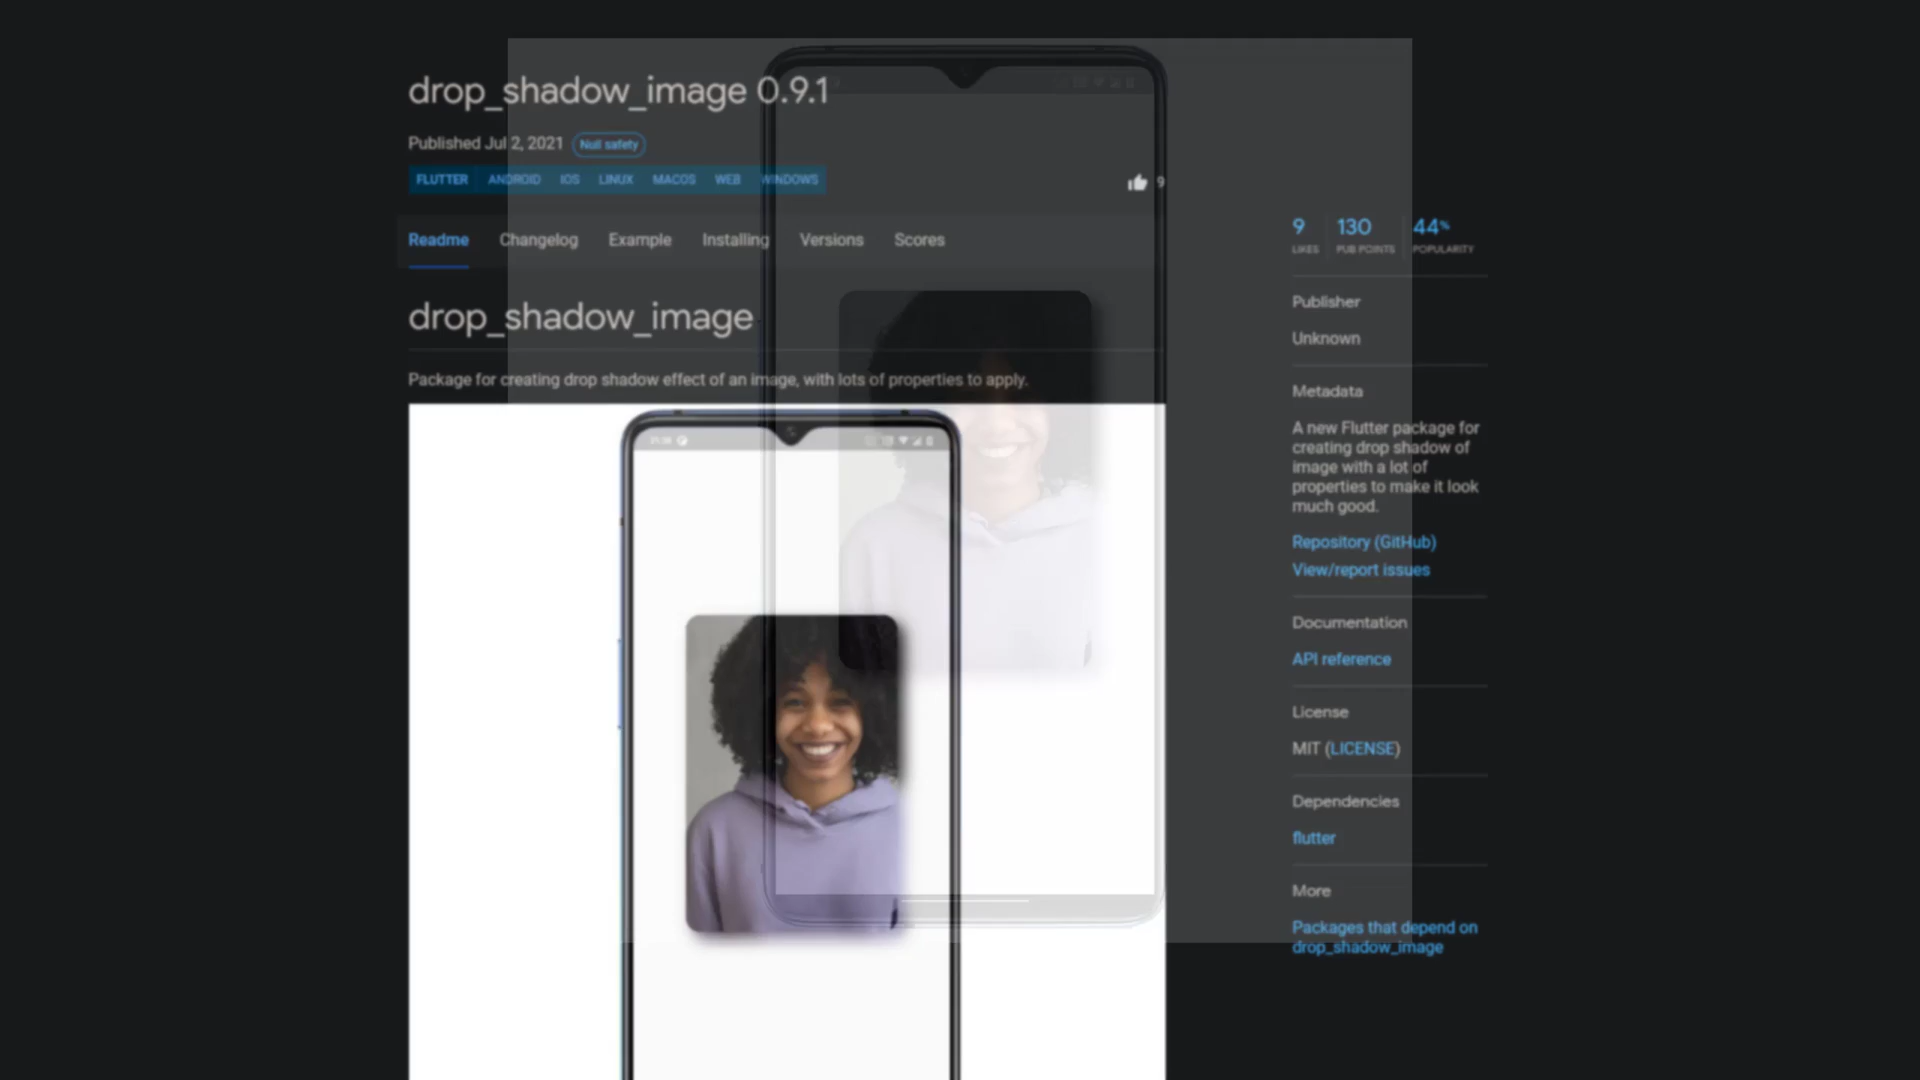 drop_shadow_image 0.9.1
Published Jul 2, 2021 Null safety
FLUTTER ANDROID IOS LINUX MACOS WEB WINDOWS
9
Readme Changelog Example Installing Versions Scores
drop_shadow_image
Package for creating drop shadow effect of an image, with lots of properties to apply.
9 130 44%
LIKES PUB POINTS POPULARITY
Publisher
Unknown
Metadata
A new Flutter package for
creating drop shadow of
image with a lot of
properties to make it look
much good.
Repository (GitHub)
View/report issues
Documentation
API reference
License
MIT (LICENSE)
Dependencies
flutter
More
Packages that depend on
drop_shadow_image